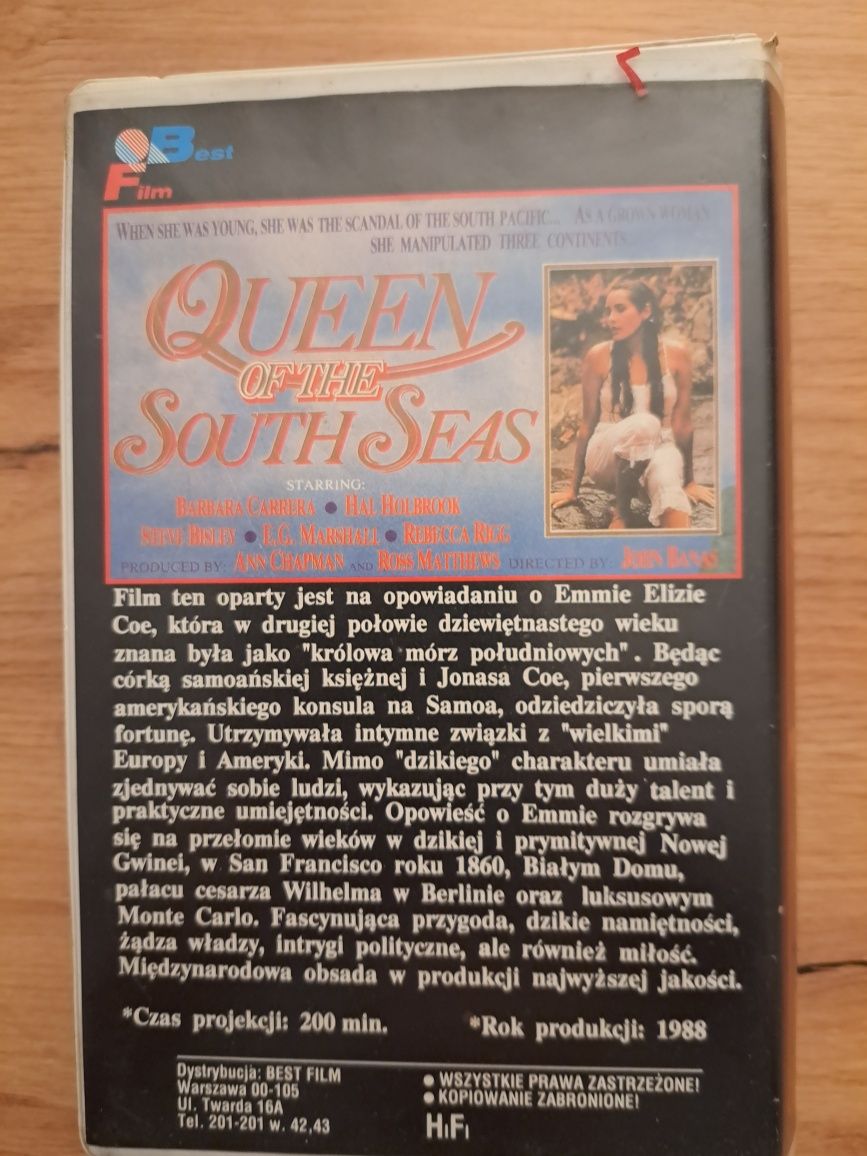 Best
Film
WHEN SHE WAS YOUNG, SHE WAS THE SCANDAL OF THE SOUTH PACIFIC... AS A GROWN WOMAN
SHE MANIPULATED THREE CONTINENTS...
QUEEN
OF THE
SOUTH SEAS
STARRING:
BARBARA CARRERA ● HAL HOLBROOK
STEVE BISLEY ● E.G. MARSHALL ● REBECCA RIGG
PRODUCED BY: ANN CHAPMAN AND ROSS MATTHEWS DIRECTED BY: JOHN BANAS
Film ten oparty jest na opowiadaniu o Emmie Elizie
Coe, która w drugiej połowie dziewiętnastego wieku
znana była jako "królowa mórz południowych". Będąc
córką samoańskiej księżnej i Jonasa Coe, pierwszego
amerykańskiego konsula na Samoa, odziedziczyła sporą
fortunę. Utrzymywała intymne związki z "wielkimi"
Europy i Ameryki. Mimo "dzikiego" charakteru umiała
zjednywać sobie ludzi, wykazując przy tym duży talent i
praktyczne umiejętności. Opowieść o Emmie rozgrywa
się na przełomie wieków w dzikiej i prymitywnej Nowej
Gwinei, w San Francisco roku 1860, Białym Domu,
pałacu cesarza Wilhelma w Berlinie oraz luksusowym
Monte Carlo. Fascynująca przygoda, dzikie namiętności,
żądza władzy, intrygi polityczne, ale również miłość.
Międzynarodowa obsada w produkcji najwyższej jakości.
*Czas projekcji: 200 min. *Rok produkcji: 1988
Dystrybucja: BEST FILM
Warszawa 00-105
Ul. Twarda 16A
Tel. 201-201 w. 42,43
● WSZYSTKIE PRAWA ZASTRZEŻONE!
● KOPIOWANIE ZABRONIONE!
HiFi